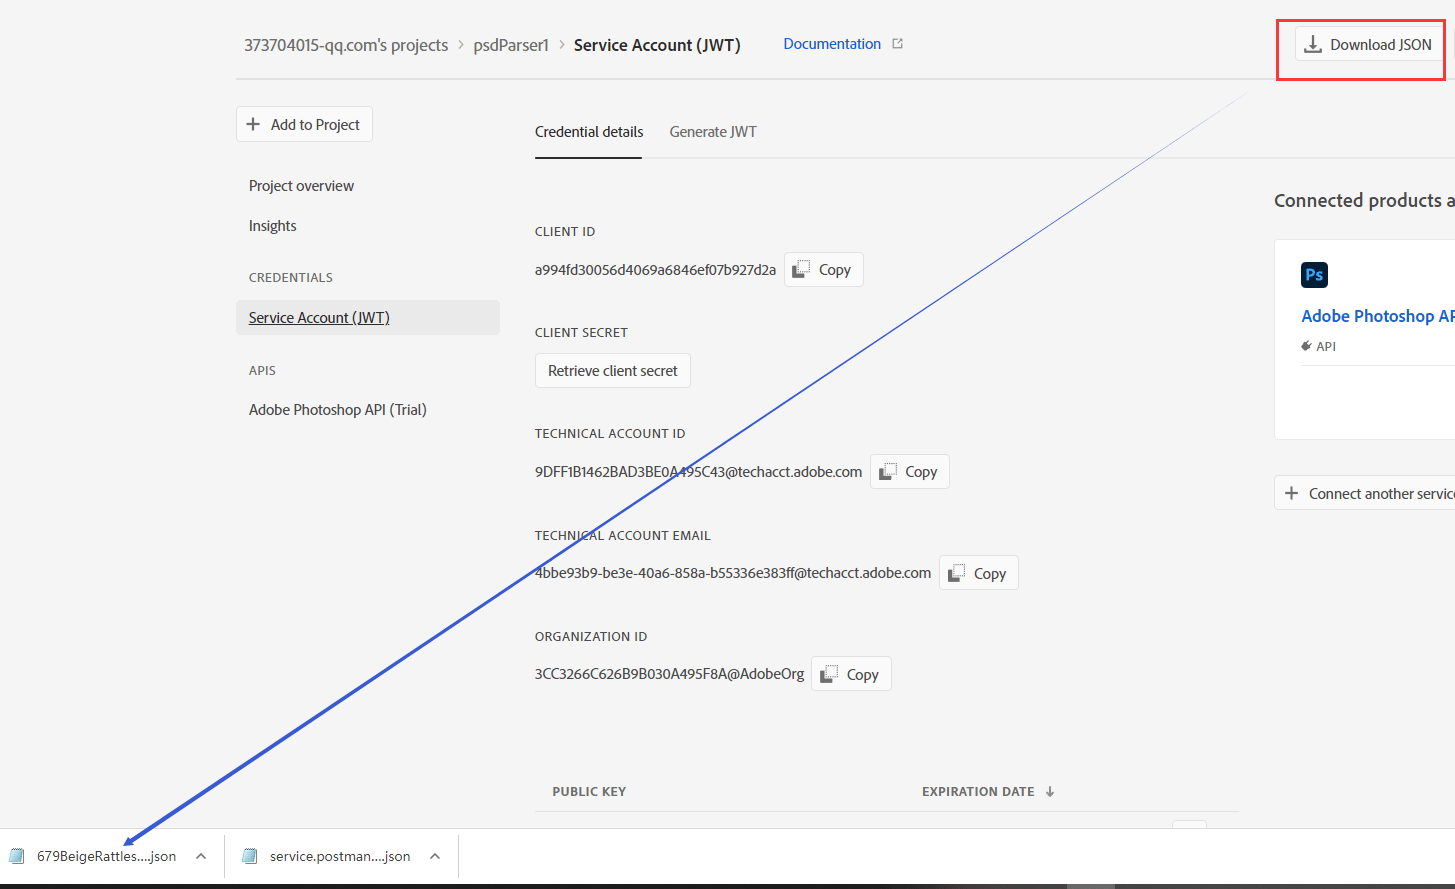 373704015-qq.com's projects > psdParser1 > Service Account (JWT) Documentation
Download JSON
Add to Project
Credential details Generate JWT
Project overview
Insights
CREDENTIALS
Service Account (JWT)
APIS
Adobe Photoshop API (Trial)
CLIENT ID
a994fd30056d4069a6846ef07b927d2a Copy
CLIENT SECRET
Retrieve client secret
TECHNICAL ACCOUNT ID
9DFF1B1462BAD3BE0A495C43@techacct.adobe.com Copy
TECHNICAL ACCOUNT EMAIL
4bbe93b9-be3e-40a6-858a-b55336e383ff@techacct.adobe.com Copy
ORGANIZATION ID
3CC3266C626B9B030A495F8A@AdobeOrg Copy
PUBLIC KEY EXPIRATION DATE
Connected products a
Ps
Adobe Photoshop AP
API
Connect another servic
679BeigeRattles....json service.postman....json